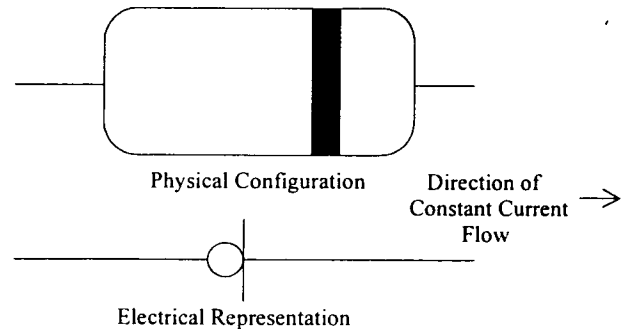 Physical Configuration
Direction of
Constant Current
Flow
Electrical Representation